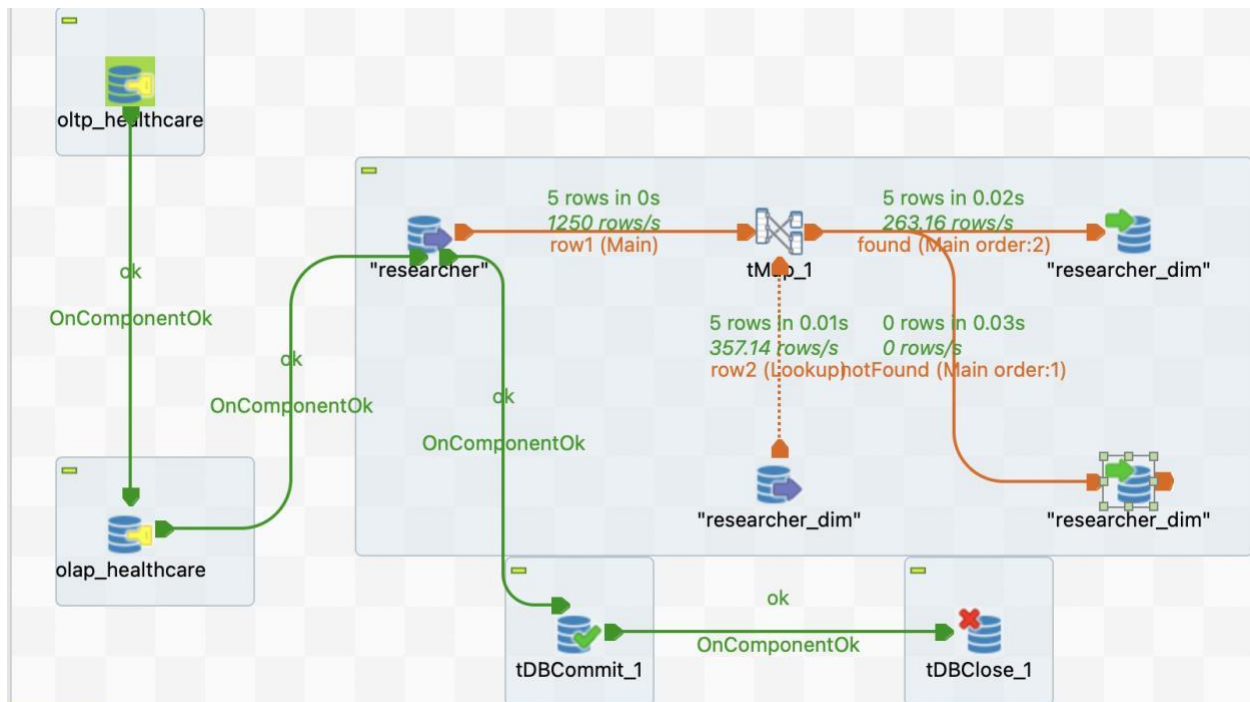 oltp_healthcare
ok
OnComponentOk
olap_healthcare
ok
OnComponentOk
"researcher"
5 rows in 0s
1250 rows/s
row1 (Main)
tMap_1
5 rows in 0.02s
263.16 rows/s
found (Main order:2)
"researcher_dim"
5 rows in 0.01s
357.14 rows/s
row2 (Lookup)
0 rows in 0.03s
0 rows/s
notFound (Main order:1)
"researcher_dim"
"researcher_dim"
ok
OnComponentOk
tDBCommit_1
ok
OnComponentOk
tDBClose_1